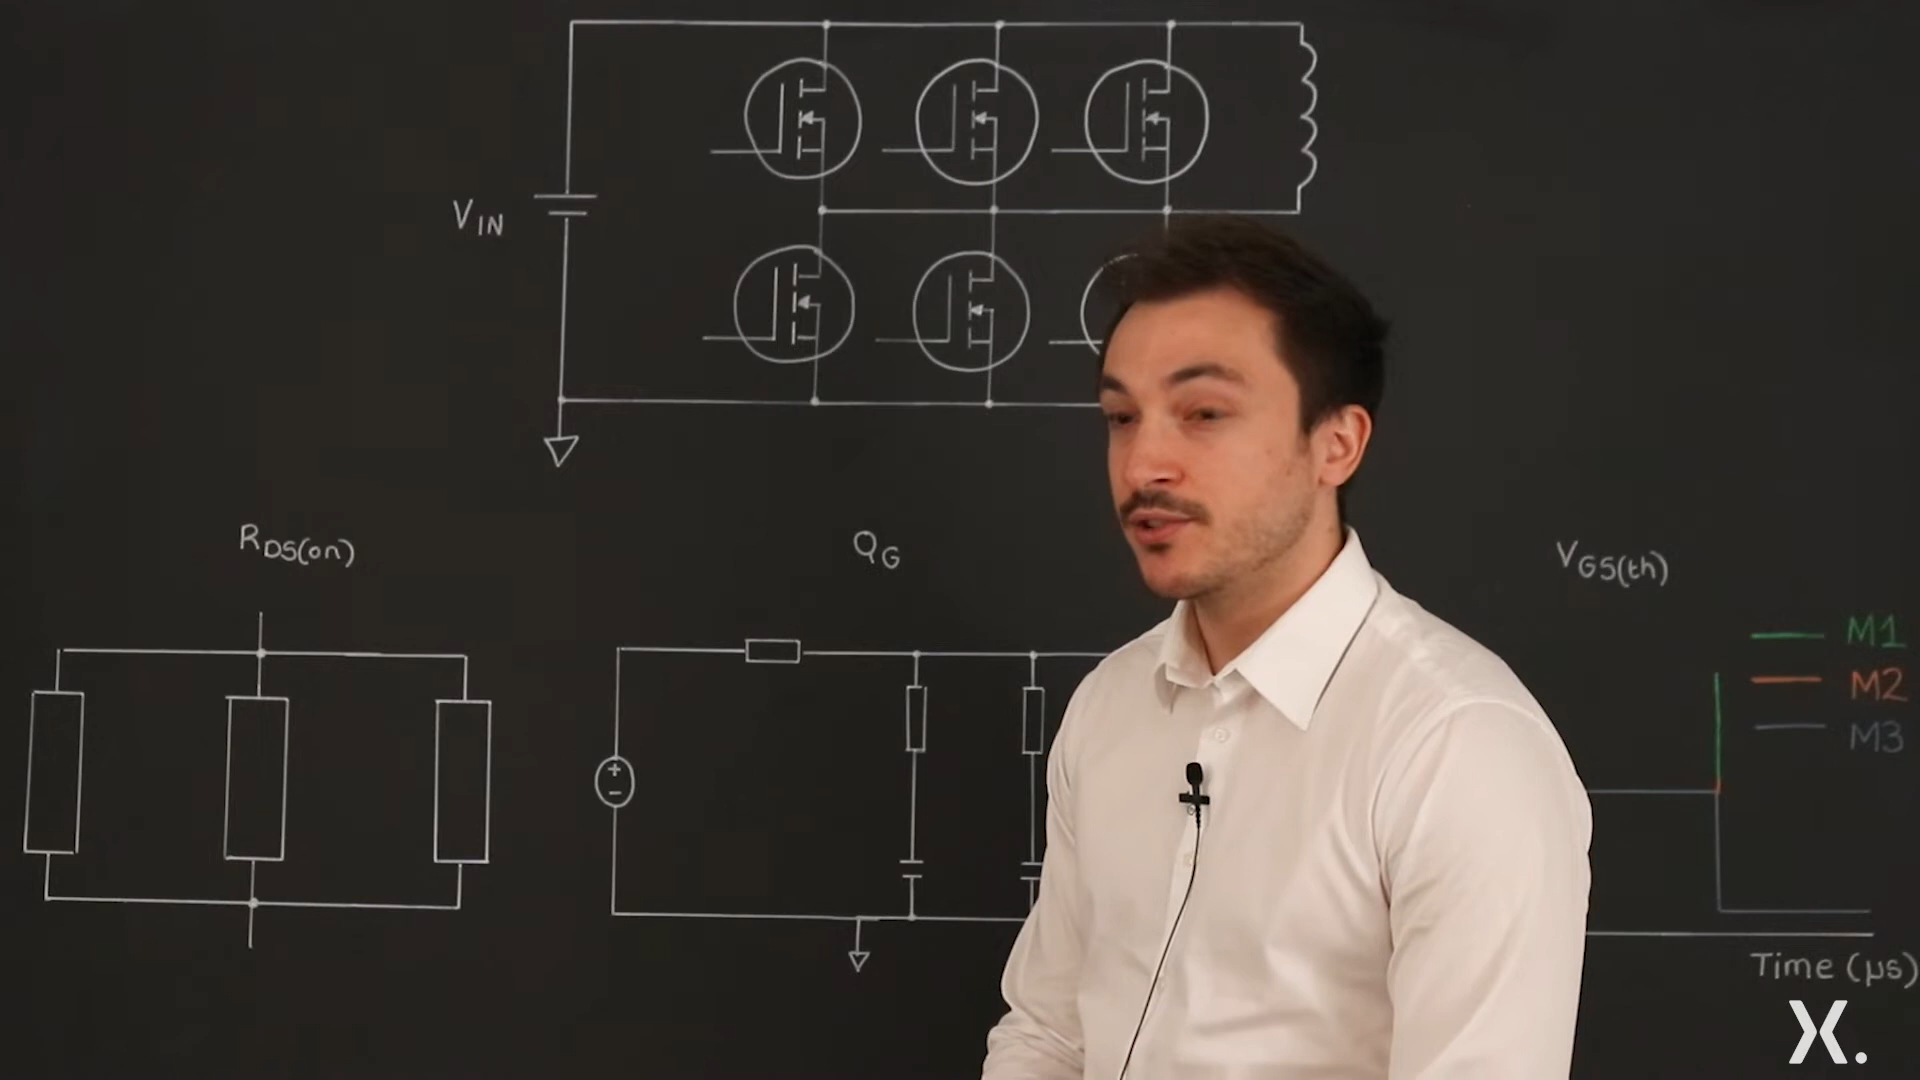 VIN
RDS(on)
QG
+
−
VGS(th)
M1
M2
M3
Time (μs)
X.